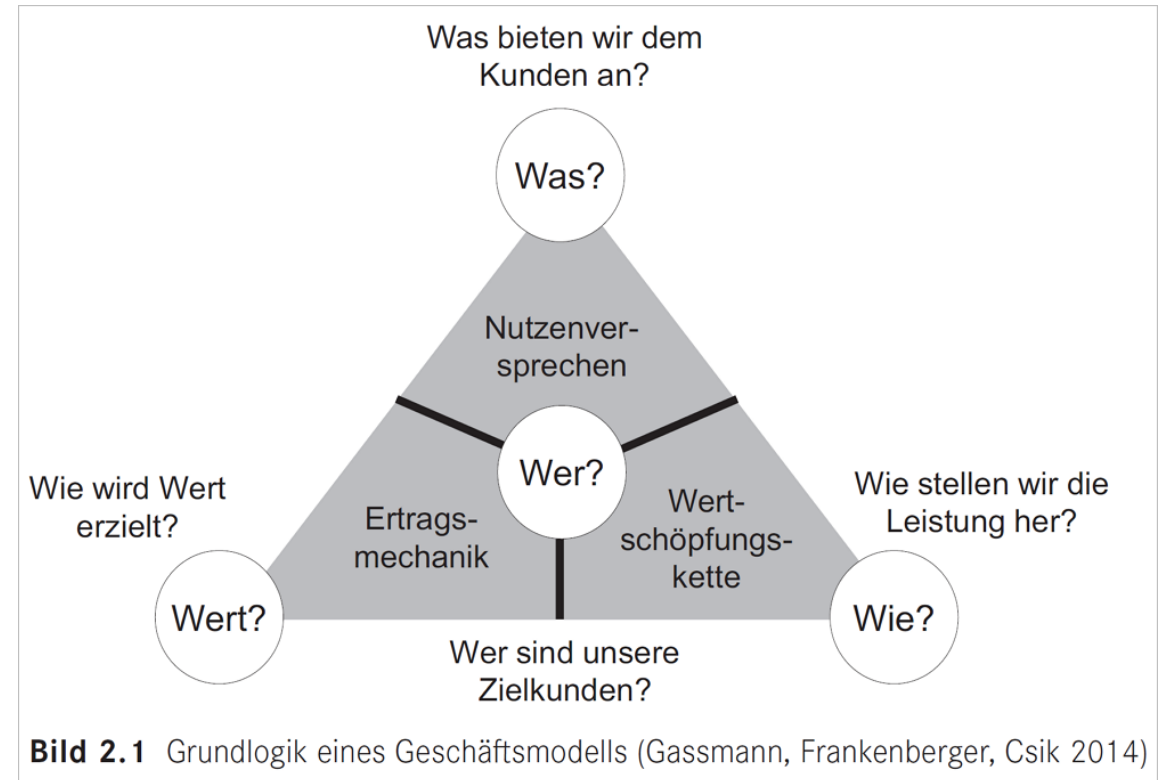 Was bieten wir dem
Kunden an?
Was?
Nutzenver-
sprechen
Wer?
Wie wird Wert
erzielt?
Ertrags-
mechanik
Wert-
schöpfungs-
kette
Wie stellen wir die
Leistung her?
Wert?
Wie?
Wer sind unsere
Zielkunden?
Bild 2.1 Grundlogik eines Geschäftsmodells (Gassmann, Frankenberger, Csik 2014)